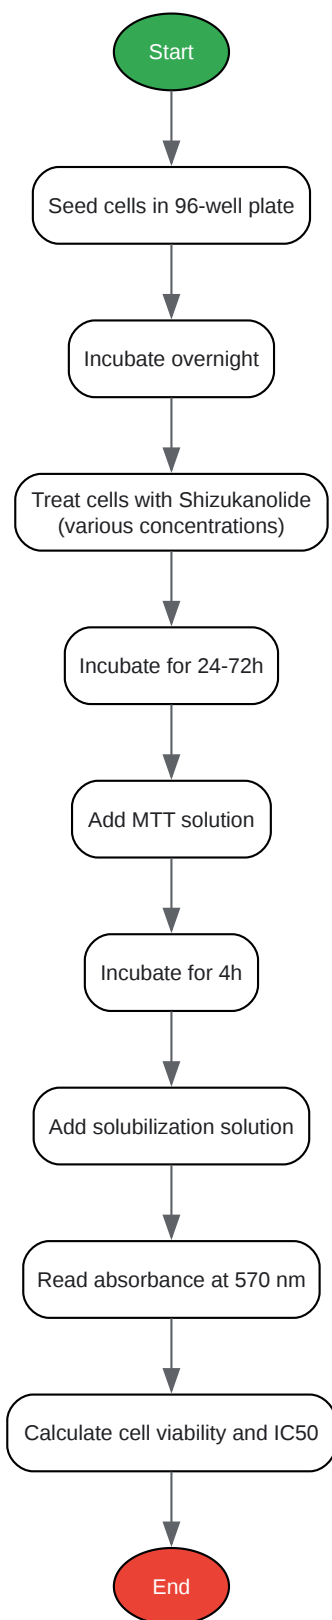 Start
Seed cells in 96-well plate
Incubate overnight
Treat cells with Shizukanolide
(various concentrations)
Incubate for 24-72h
Add MTT solution
Incubate for 4h
Add solubilization solution
Read absorbance at 570 nm
Calculate cell viability and IC50
End